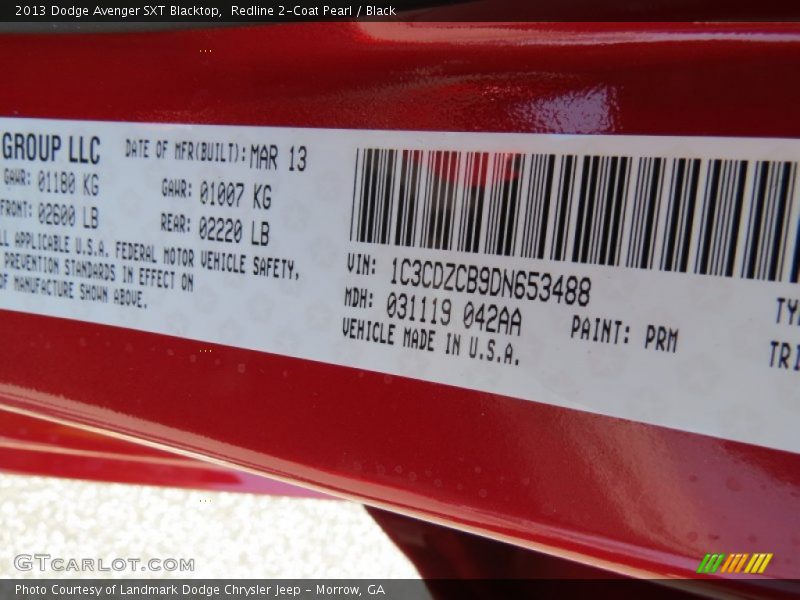 2013 Dodge Avenger SXT Blacktop, Redline 2-Coat Pearl / Black
GROUP LLC
DATE OF MFR(BUILT): MAR 13
GAWR: 01180 KG
GAWR: 01007 KG
FRONT: 02600 LB
REAR: 02220 LB
ALL APPLICABLE U.S.A. FEDERAL MOTOR VEHICLE SAFETY,
PREVENTION STANDARDS IN EFFECT ON
OF MANUFACTURE SHOWN ABOVE.
VIN: 1C3CDZCB9DN653488
MDH: 031119 042AA
PAINT: PRM
VEHICLE MADE IN U.S.A.
TY
TRI
GTcarlot.com
Photo Courtesy of Landmark Dodge Chrysler Jeep - Morrow, GA